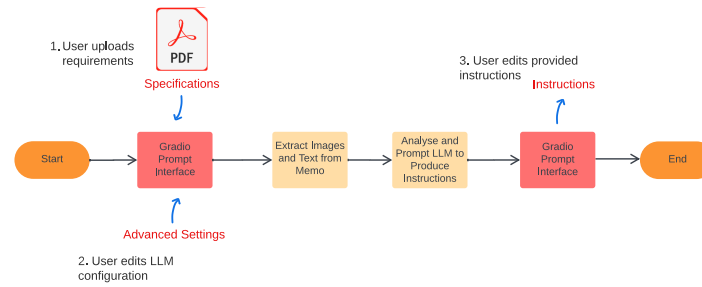 1. User uploads
requirements
PDF
Specifications
3. User edits provided
instructions
Instructions
Start
Gradio
Prompt
Interface
Extract Images
and Text from
Memo
Analyse and
Prompt LLM to
Produce
Instructions
Gradio
Prompt
Interface
End
Advanced Settings
2. User edits LLM
configuration